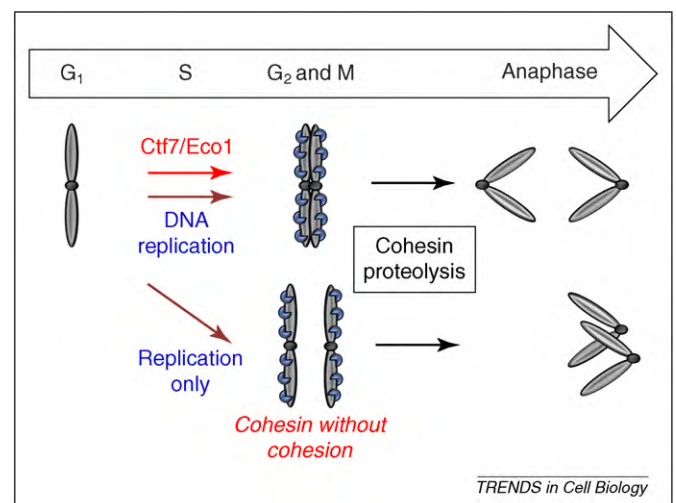 G1 S G2 and M Anaphase
Ctf7/Eco1
DNA
replication
Cohesin
proteolysis
Replication
only
Cohesin without
cohesion
TRENDS in Cell Biology